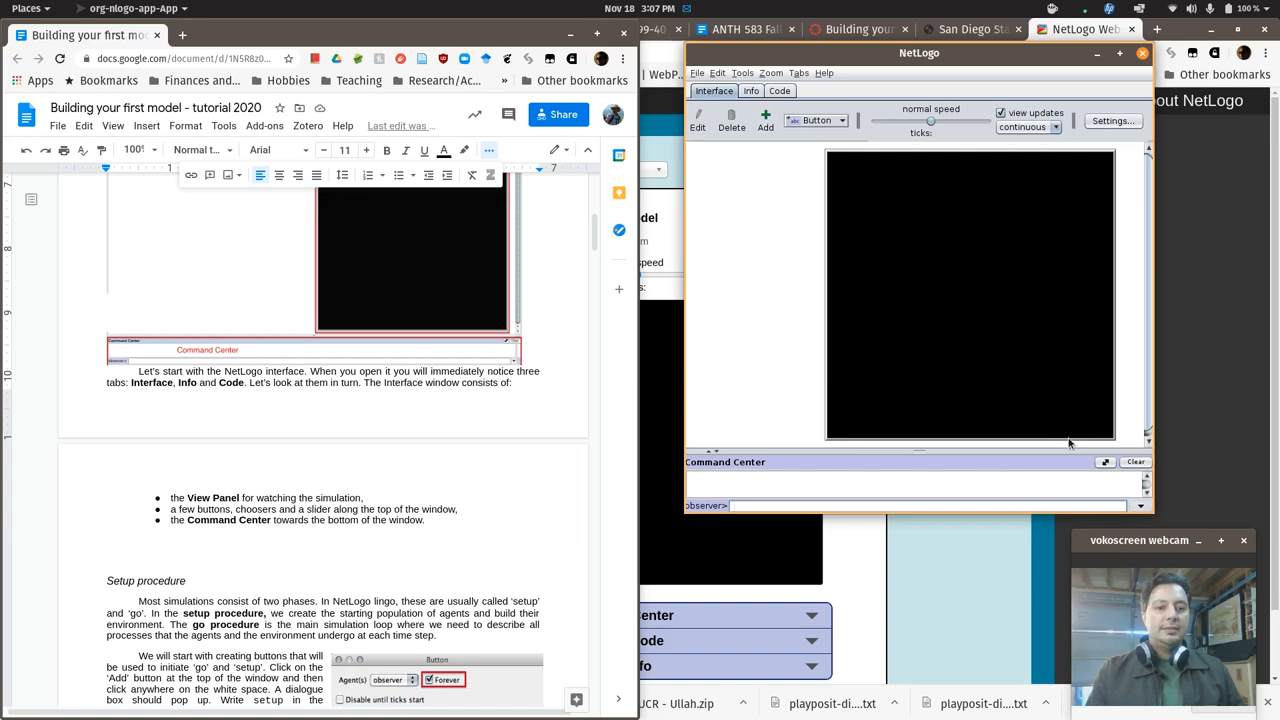 Places
org-nlogo-app-App
Nov 18 3:07 PM
100 %
Building your first mo
docs.google.com/document/d/1N5R8z0...
Apps
Bookmarks
Finances and...
Hobbies
Teaching
Research/Ac...
Other bookmarks
Building your first model - tutorial 2020
File Edit View Insert Format Tools Add-ons Zotero Help Last edit was ...
Share
100%
Normal t...
Arial
11
B I U A
7
7
8
9
10
1
Command Center
Command Center
Let's start with the NetLogo interface. When you open it you will immediately notice three
tabs: Interface, Info and Code. Let's look at them in turn. The Interface window consists of:
● the View Panel for watching the simulation,
● a few buttons, choosers and a slider along the top of the window,
● the Command Center towards the bottom of the window.
Setup procedure
Most simulations consist of two phases. In NetLogo lingo, these are usually called 'setup'
and 'go'. In the setup procedure, we create the starting population of agents and build their
environment. The go procedure is the main simulation loop where we need to describe all
processes that the agents and the environment undergo at each time step.
We will start with creating buttons that will
be used to initiate 'go' and 'setup'. Click on the
'Add' button at the top of the window and then
click anywhere on the white space. A dialogue
box should pop up. Write setup in the
Button
Agent(s) observer Forever
Disable until ticks start
99-40
ANTH 583 Fall
Building your
San Diego Sta
NetLogo Web
WebP
Other bookmarks
out NetLogo
NetLogo
File Edit Tools Zoom Tabs Help
Interface Info Code
Edit
Delete
Add
Button
normal speed
ticks:
view updates
continuous
Settings...
odel
m
speed
s:
Command Center
Clear
observer>
enter
ode
fo
vokoscreen webcam
UCR - Ullah.zip
playposit-di....txt
playposit-di....txt